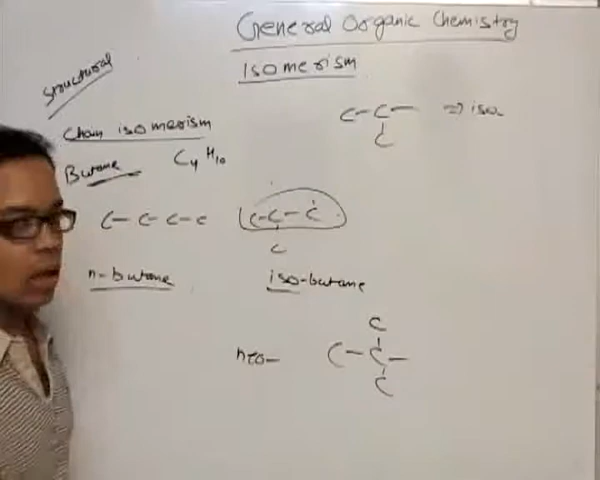 General Organic Chemistry
Isomerism
Structural
C-C- => iso
C
Chain isomerism
Butane C4H10
C-C-C-C C-C-C
C
n-butane iso-butane
C
neo- C-C-
C